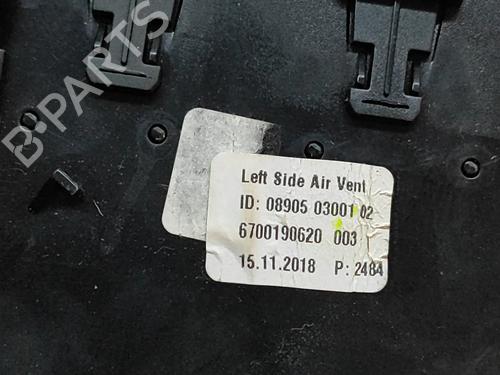 B-PARTS
Left Side Air Vent
ID: 08905 03001 02
6700190620 003
15.11.2018 P: 2484